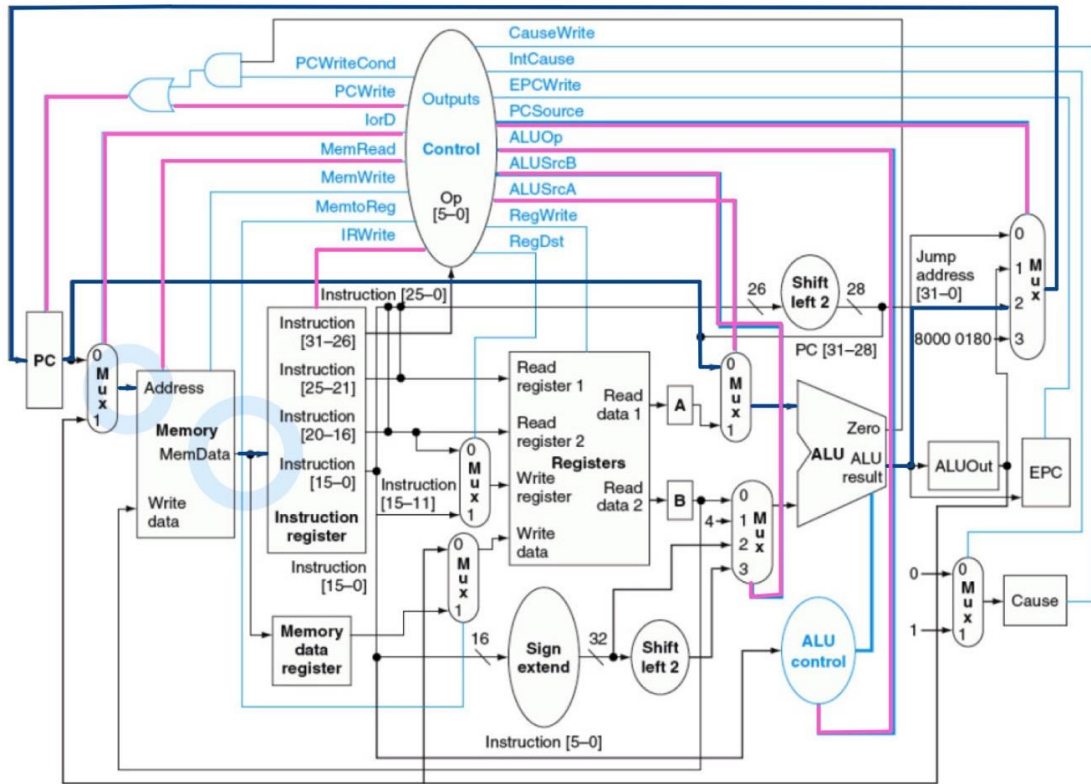 CauseWrite
IntCause
EPCWrite
PCSource
ALUOp
ALUSrcB
ALUSrcA
RegWrite
RegDst
PCWriteCond
PCWrite
IorD
MemRead
MemWrite
MemtoReg
IRWrite
Outputs
Control
Op
[5–0]
Instruction [25–0]
26
Shift
left 2
28
Jump
address
[31–0]
PC [31–28]
8000 0180
0
1
2
3
M
u
x
PC
0
M
u
x
1
Address
Memory
MemData
Write
data
Instruction
[31–26]
Instruction
[25–21]
Instruction
[20–16]
Instruction
[15–0]
Instruction
register
Instruction
[15–11]
Instruction
[15–0]
Memory
data
register
0
M
u
x
1
0
M
u
x
1
Read
register 1
Read
register 2
Registers
Write
register
Write
data
Read
data 1
Read
data 2
A
B
0
M
u
x
1
4
0
1
2
3
M
u
x
Zero
ALU
ALU
result
ALUOut
EPC
0
1
0
M
u
x
1
Cause
16
Sign
extend
32
Shift
left 2
ALU
control
Instruction [5–0]